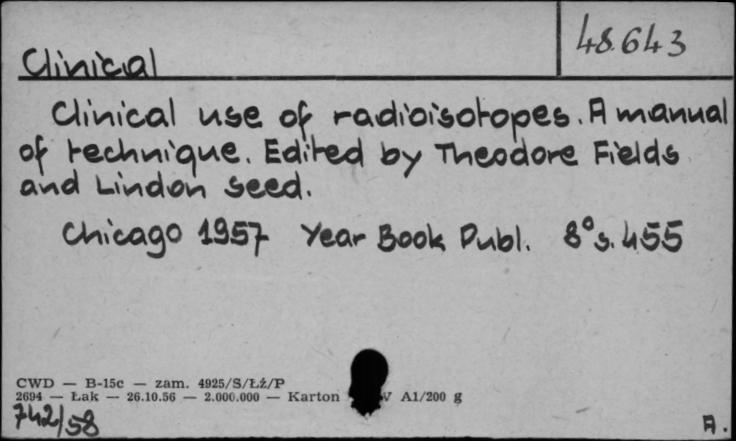 48.643
Clinical
Clinical use of radioisotopes. A manual
of technique. Edited by Theodore Fields
and Lindon Seed.
Chicago 1957 Year Book Publ. 8° s. 455
CWD — B-15c — zam. 4925/S/Łż/P
2694 — Łak — 26.10.56 — 2.000.000 — Karton V A1/200 g
742/58
A.